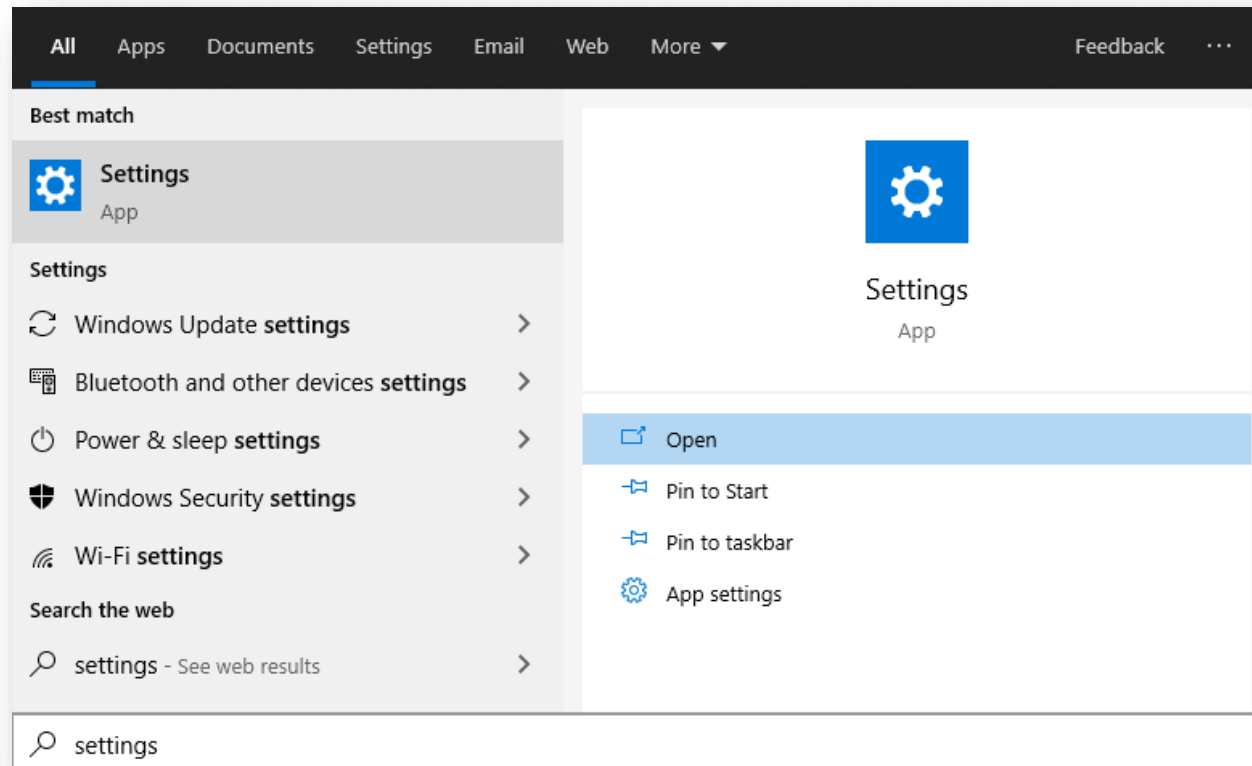 All Apps Documents Settings Email Web More Feedback ...
Best match
Settings
App
Settings
Windows Update settings
Bluetooth and other devices settings
Power & sleep settings
Windows Security settings
Wi-Fi settings
Search the web
settings - See web results
Settings
App
Open
Pin to Start
Pin to taskbar
App settings
settings